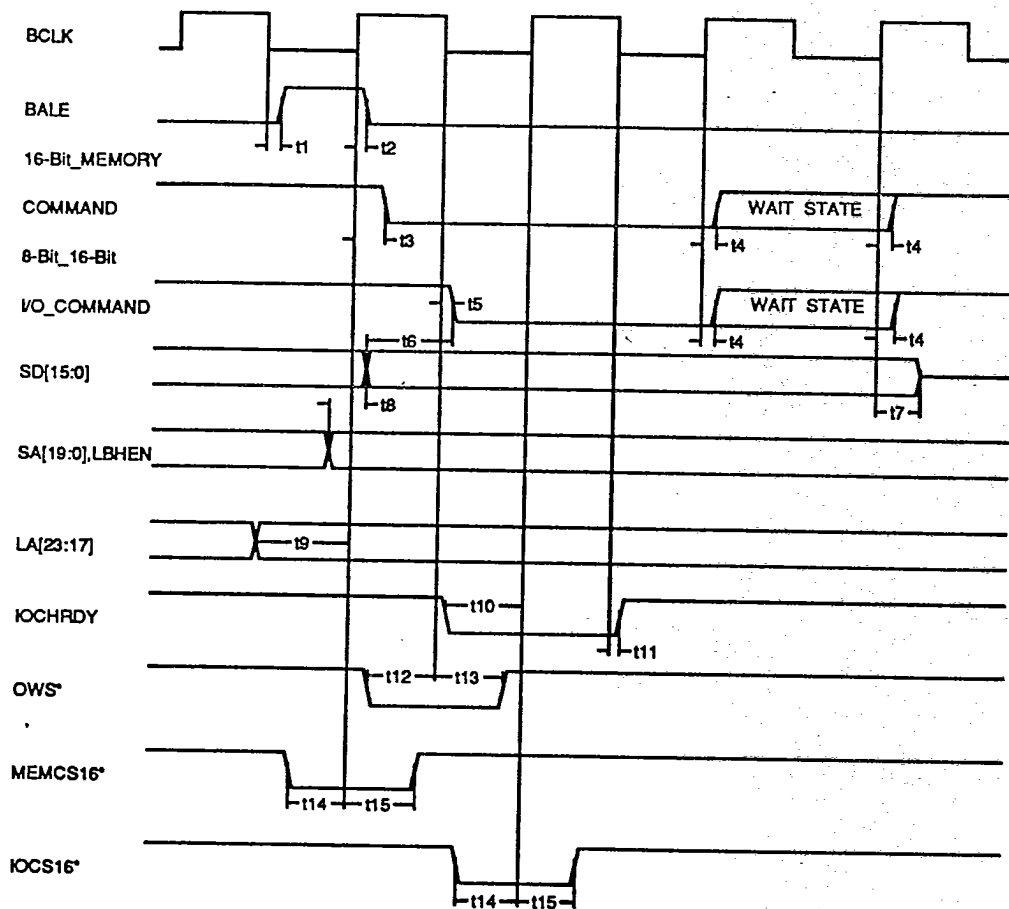 BCLK
BALE
t1 t2
16-Bit_MEMORY
COMMAND
WAIT STATE
t3 t4 t4
8-Bit_16-Bit
I/O_COMMAND
t5 WAIT STATE
t6 t4 t4
SD[15:0]
t8 t7
SA[19:0],LBHEN
LA[23:17] t9
IOCHRDY t10
t11
OWS* t12 t13
MEMCS16*
t14 t15
IOCS16*
t14 t15